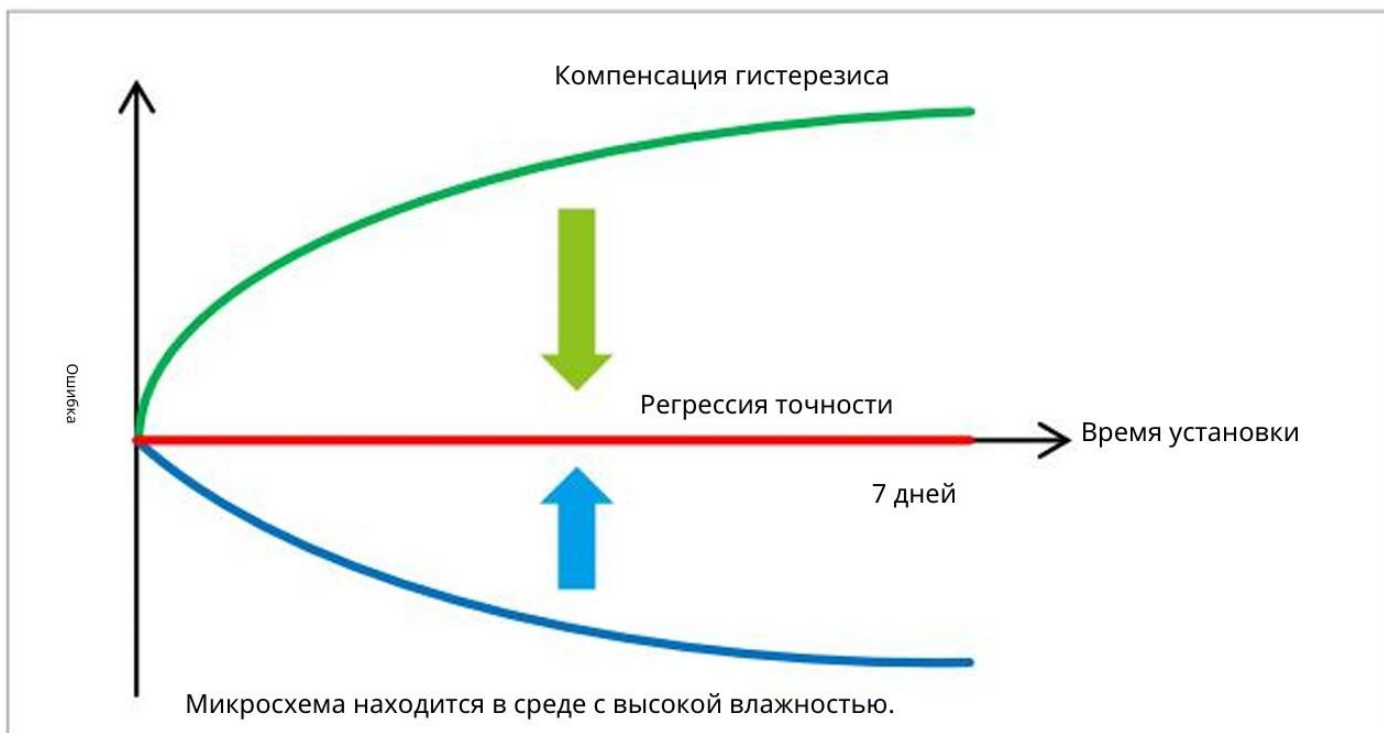 Компенсация гистерезиса
Ошибка
Регрессия точности
Время установки
7 дней
Микросхема находится в среде с высокой влажностью.